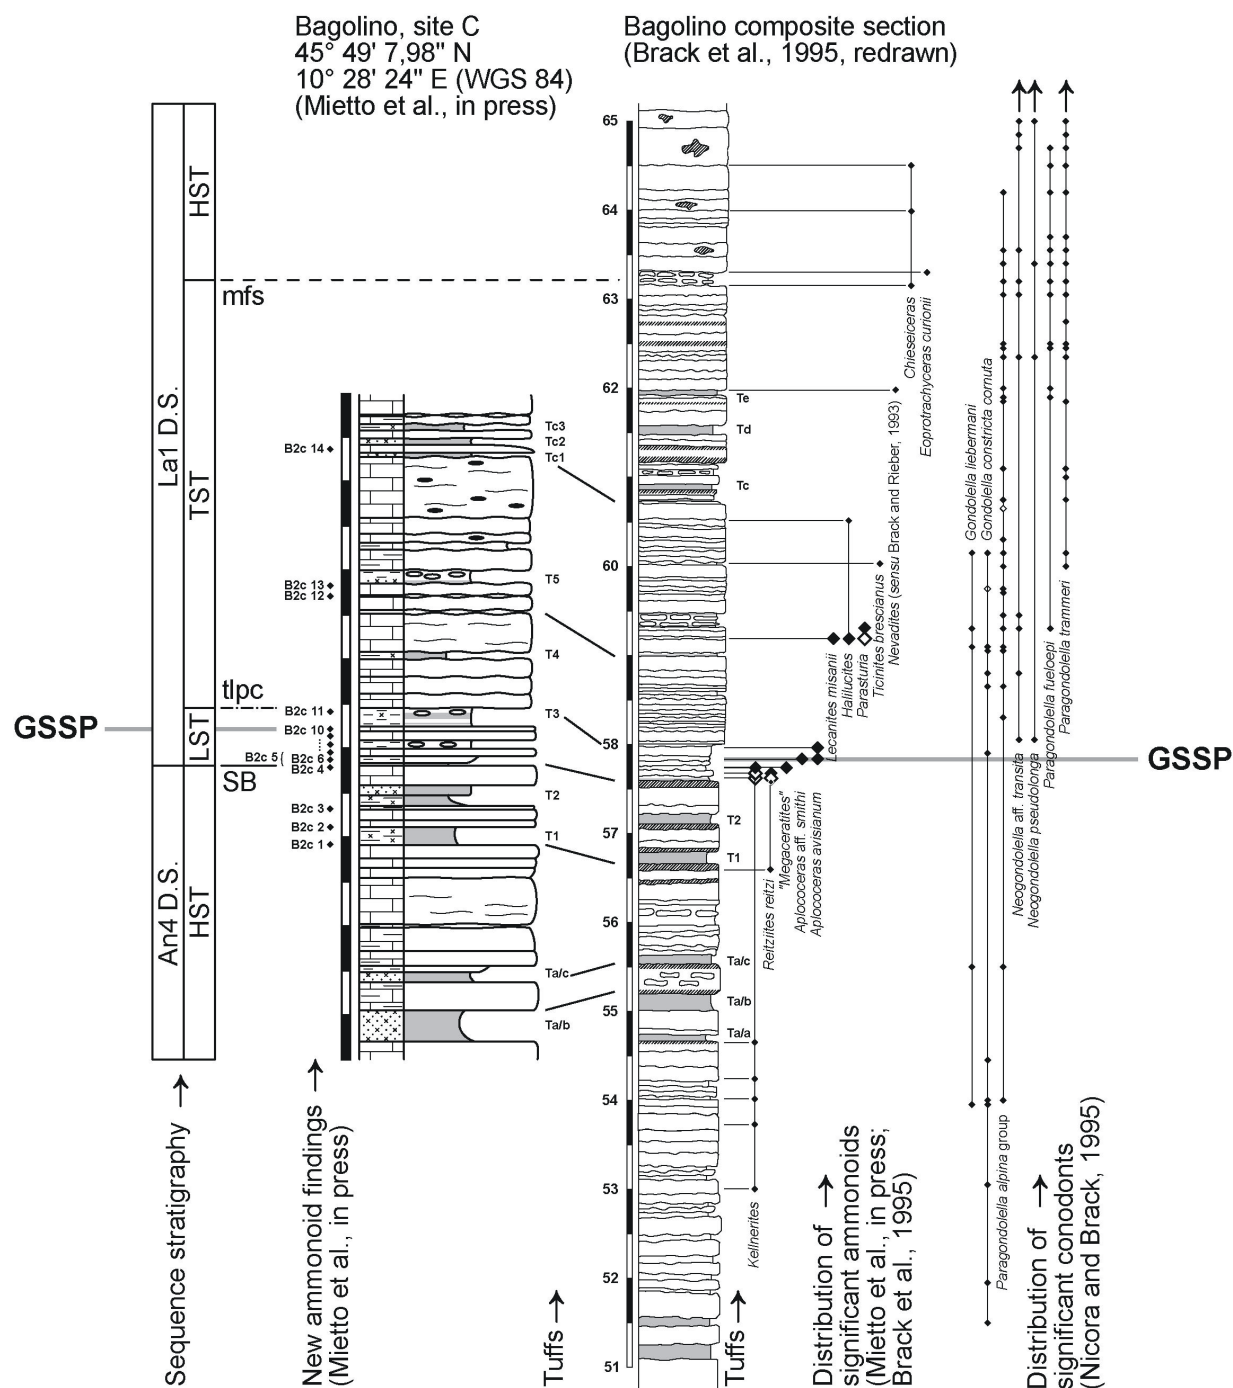 Bagolino, site C
45° 49' 7,98" N
10° 28' 24" E (WGS 84)
(Mietto et al., in press)
Bagolino composite section
(Brack et al., 1995, redrawn)
La1 D.S.
An4 D.S.
HST
TST
LST
HST
mfs
tlpc
SB
GSSP
B2c 14
B2c 13
B2c 12
B2c 11
B2c 10
B2c 5
B2c 6
B2c 4
B2c 3
B2c 2
B2c 1
Tc3
Tc2
Tc1
T5
T4
T3
T2
T1
Ta/c
Ta/b
65
64
63
62
60
59
58
57
56
55
54
53
52
51
Te
Td
Tc
T2
T1
Ta/c
Ta/b
Ta/a
Chieseiceras
Eoprotrachyceras curionii
Lecanites misanii
Halilucites
Parasturia
Ticinites brescianus
Nevadites (sensu Brack and Rieber, 1993)
GSSP
Kellnerites
Reitziites reitzi
"Megaceratites"
Aplococeras aff. smithi
Aplococeras avisianum
Gondolella liebermani
Gondolella constricta cornuta
Paragondolella alpina group
Neogondolella aff. transita
Neogondolella pseudolonga
Paragondolella fueloepi
Paragondolella trammeri
Sequence stratigraphy
New ammonoid findings
(Mietto et al., in press)
Tuffs
Tuffs
Distribution of
significant ammonoids
(Mietto et al., in press;
Brack et al., 1995)
Distribution of
significant conodonts
(Nicora and Brack, 1995)